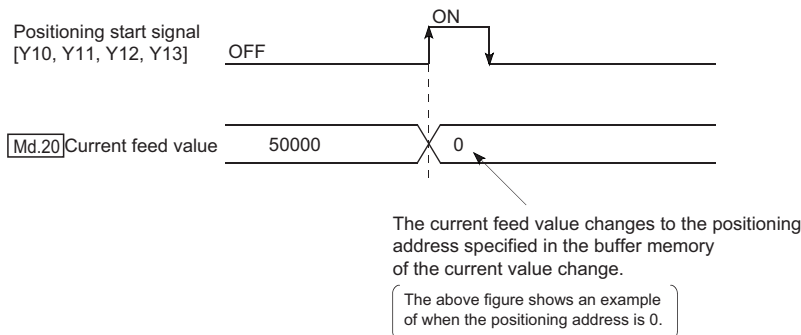 ON
Positioning start signal
[Y10, Y11, Y12, Y13]
OFF
Md.20 Current feed value
50000
0
The current feed value changes to the positioning
address specified in the buffer memory
of the current value change.
The above figure shows an example
of when the positioning address is 0.